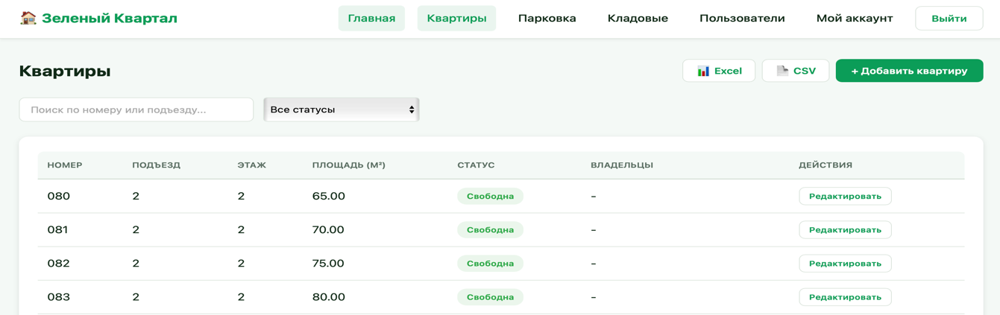 Зеленый Квартал Главная Квартиры Парковка Кладовые Пользователи Мой аккаунт Выйти
Квартиры Excel CSV + Добавить квартиру
Поиск по номеру или подъезду... Все статусы
НОМЕР ПОДЪЕЗД ЭТАЖ ПЛОЩАДЬ (М²) СТАТУС ВЛАДЕЛЬЦЫ ДЕЙСТВИЯ
080 2 2 65.00 Свободна – Редактировать
081 2 2 70.00 Свободна – Редактировать
082 2 2 75.00 Свободна – Редактировать
083 2 2 80.00 Свободна – Редактировать